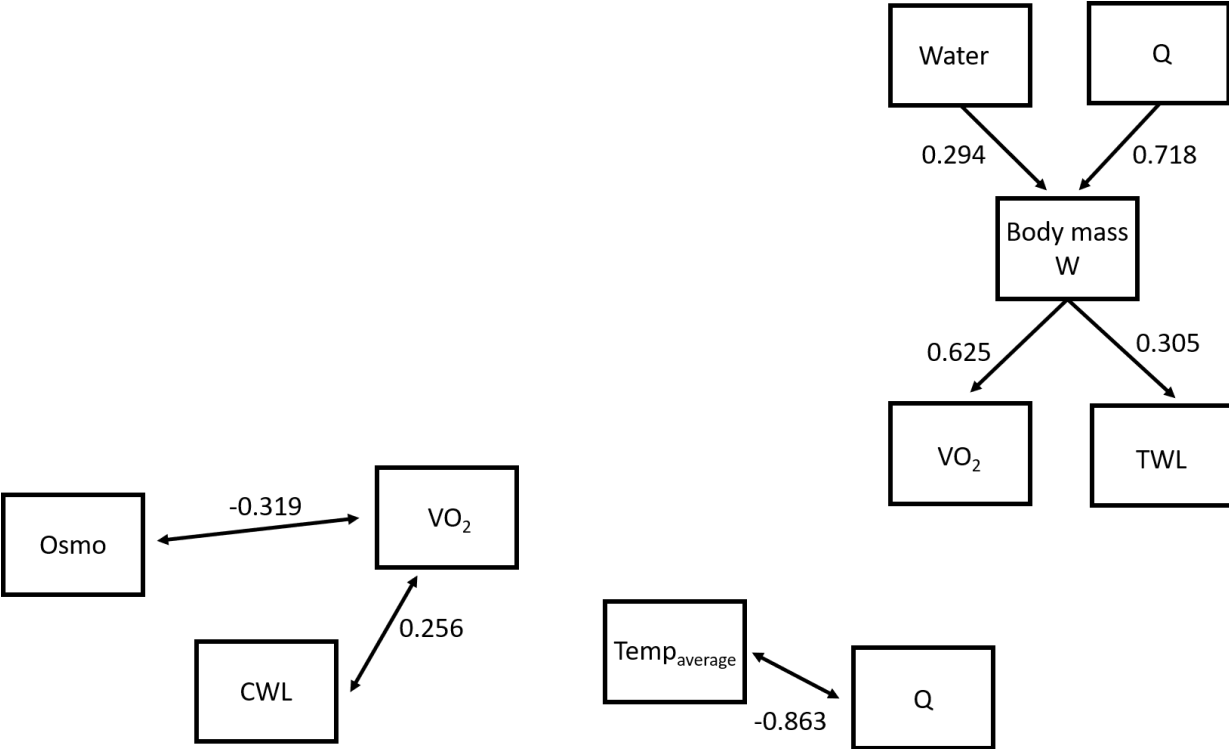 Water
Q
0.294
0.718
Body mass
W
0.625
0.305
VO₂
TWL
Osmo
-0.319
VO₂
0.256
CWL
Temp_average
-0.863
Q